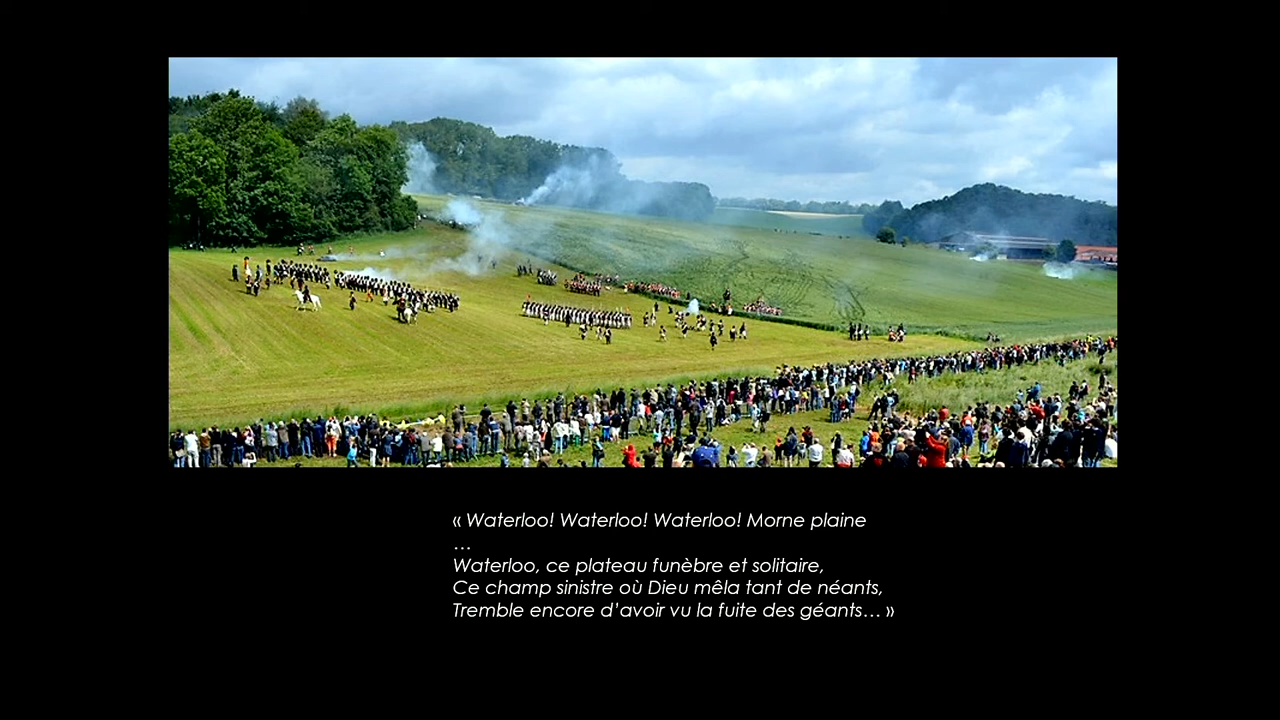 « Waterloo! Waterloo! Waterloo! Morne plaine
…
Waterloo, ce plateau funèbre et solitaire,
Ce champ sinistre où Dieu mêla tant de néants,
Tremble encore d’avoir vu la fuite des géants… »